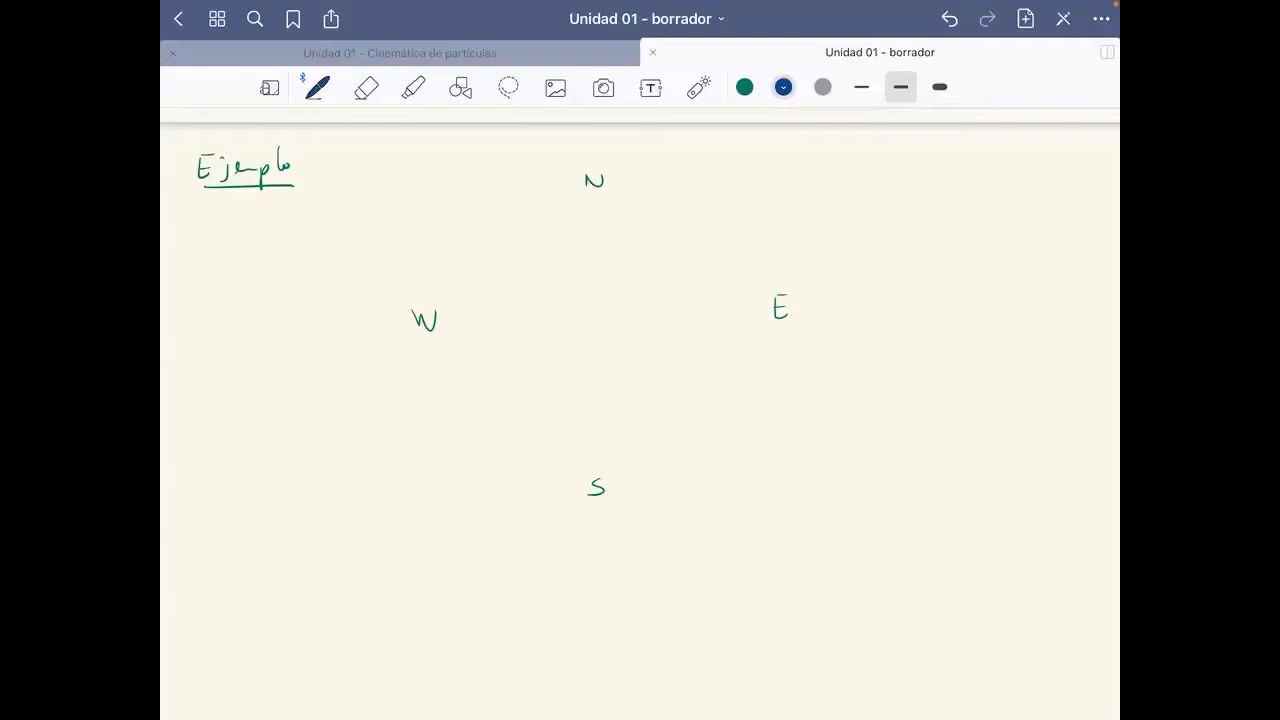 Unidad 01 - borrador
Unidad 01 - Cinemática de partículas
Unidad 01 - borrador
T
Ejemplo
N
W
E
S